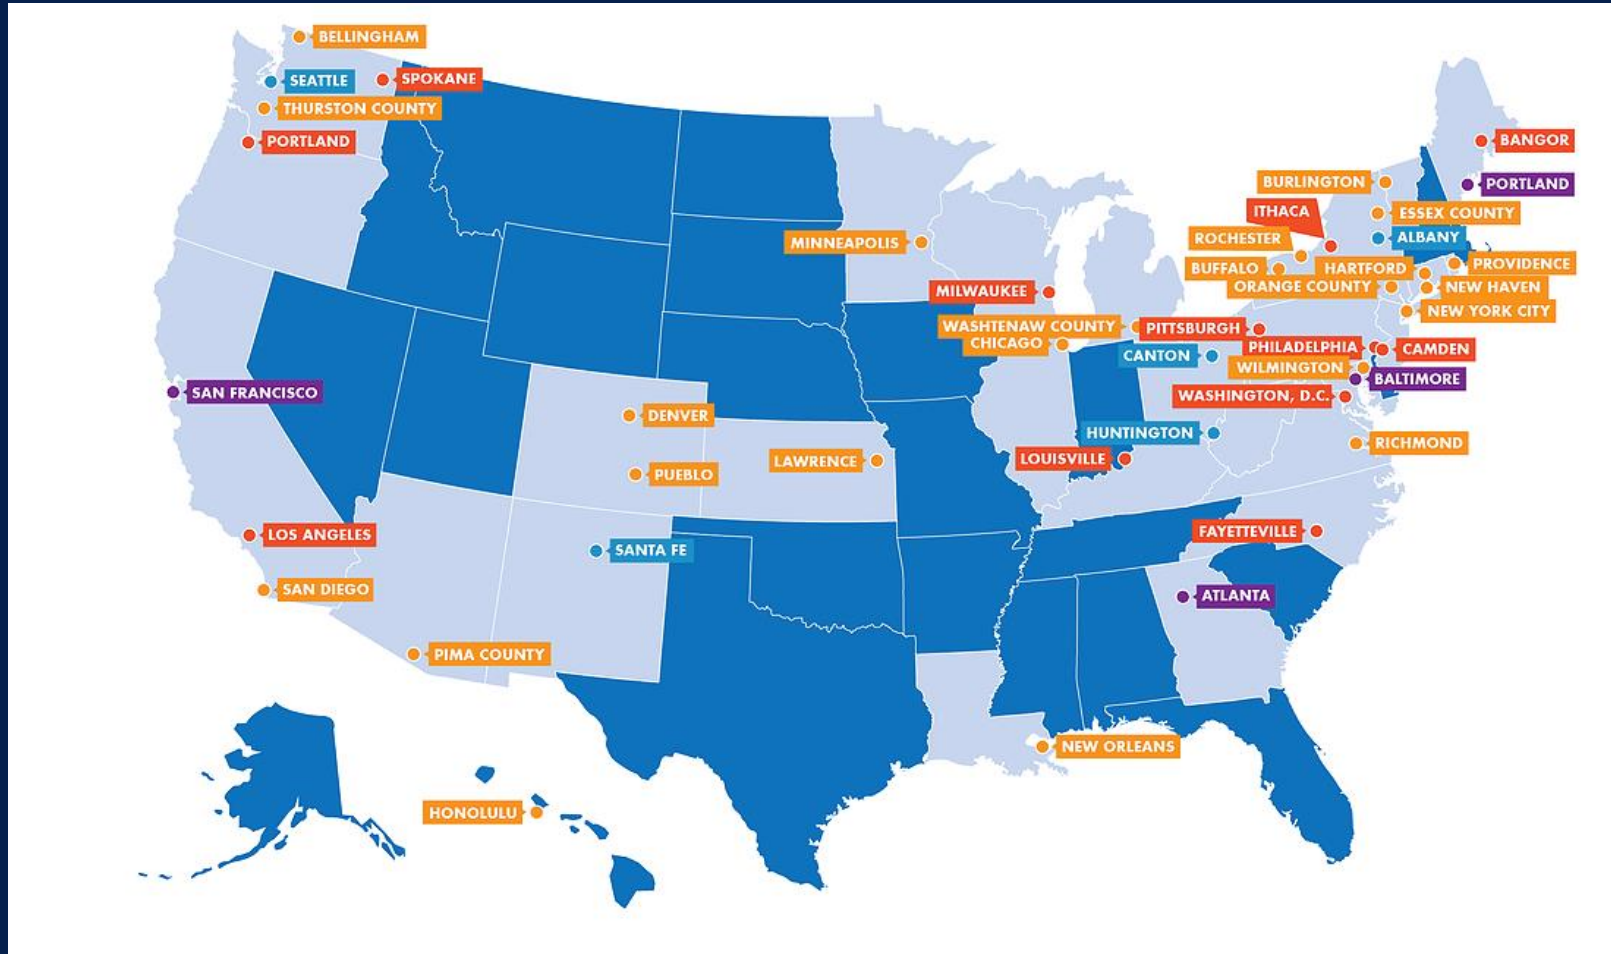 BELLINGHAM
SEATTLE
SPOKANE
THURSTON COUNTY
PORTLAND
BANGOR
BURLINGTON
PORTLAND
ITHACA
ESSEX COUNTY
ROCHESTER
ALBANY
MINNEAPOLIS
BUFFALO
HARTFORD
PROVIDENCE
ORANGE COUNTY
NEW HAVEN
MILWAUKEE
NEW YORK CITY
WASHTENAW COUNTY
PITTSBURGH
CHICAGO
PHILADELPHIA
CAMDEN
CANTON
WILMINGTON
BALTIMORE
SAN FRANCISCO
WASHINGTON, D.C.
DENVER
HUNTINGTON
RICHMOND
LOUISVILLE
LAWRENCE
PUEBLO
LOS ANGELES
FAYETTEVILLE
SANTA FE
SAN DIEGO
ATLANTA
PIMA COUNTY
NEW ORLEANS
HONOLULU